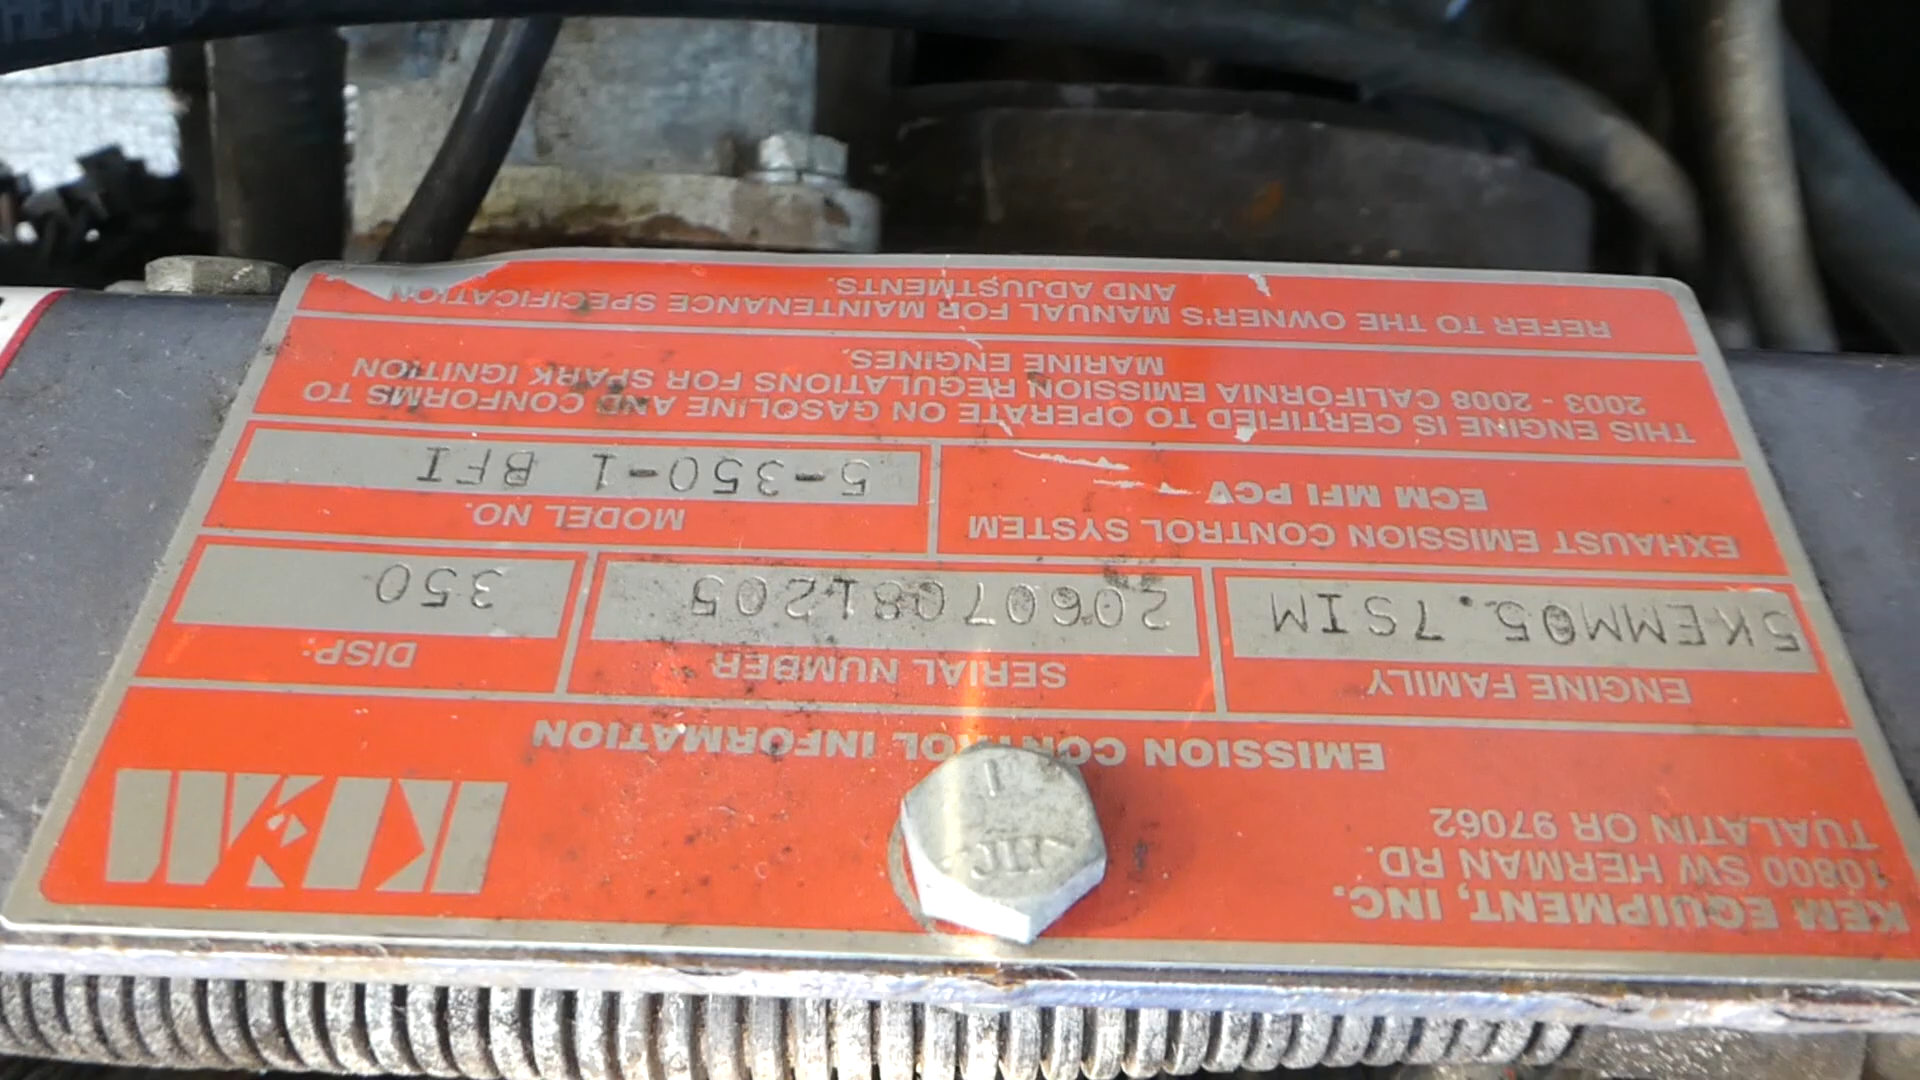 KEM EQUIPMENT, INC.
10800 SW HERMAN RD.
TUALATIN OR 97062
KEM
EMISSION CONTROL INFORMATION
ENGINE FAMILY
5KEMM05.7SIM
SERIAL NUMBER
20607081205
DISP:
350
EXHAUST EMISSION CONTROL SYSTEM
ECM MFI PCV
MODEL NO.
5-350-1 BFI
THIS ENGINE IS CERTIFIED TO OPERATE ON GASOLINE AND CONFORMS TO
2003 - 2008 CALIFORNIA EMISSION REGULATIONS FOR SPARK IGNITION
MARINE ENGINES.
REFER TO THE OWNER'S MANUAL FOR MAINTENANCE SPECIFICATION
AND ADJUSTMENTS.
JH